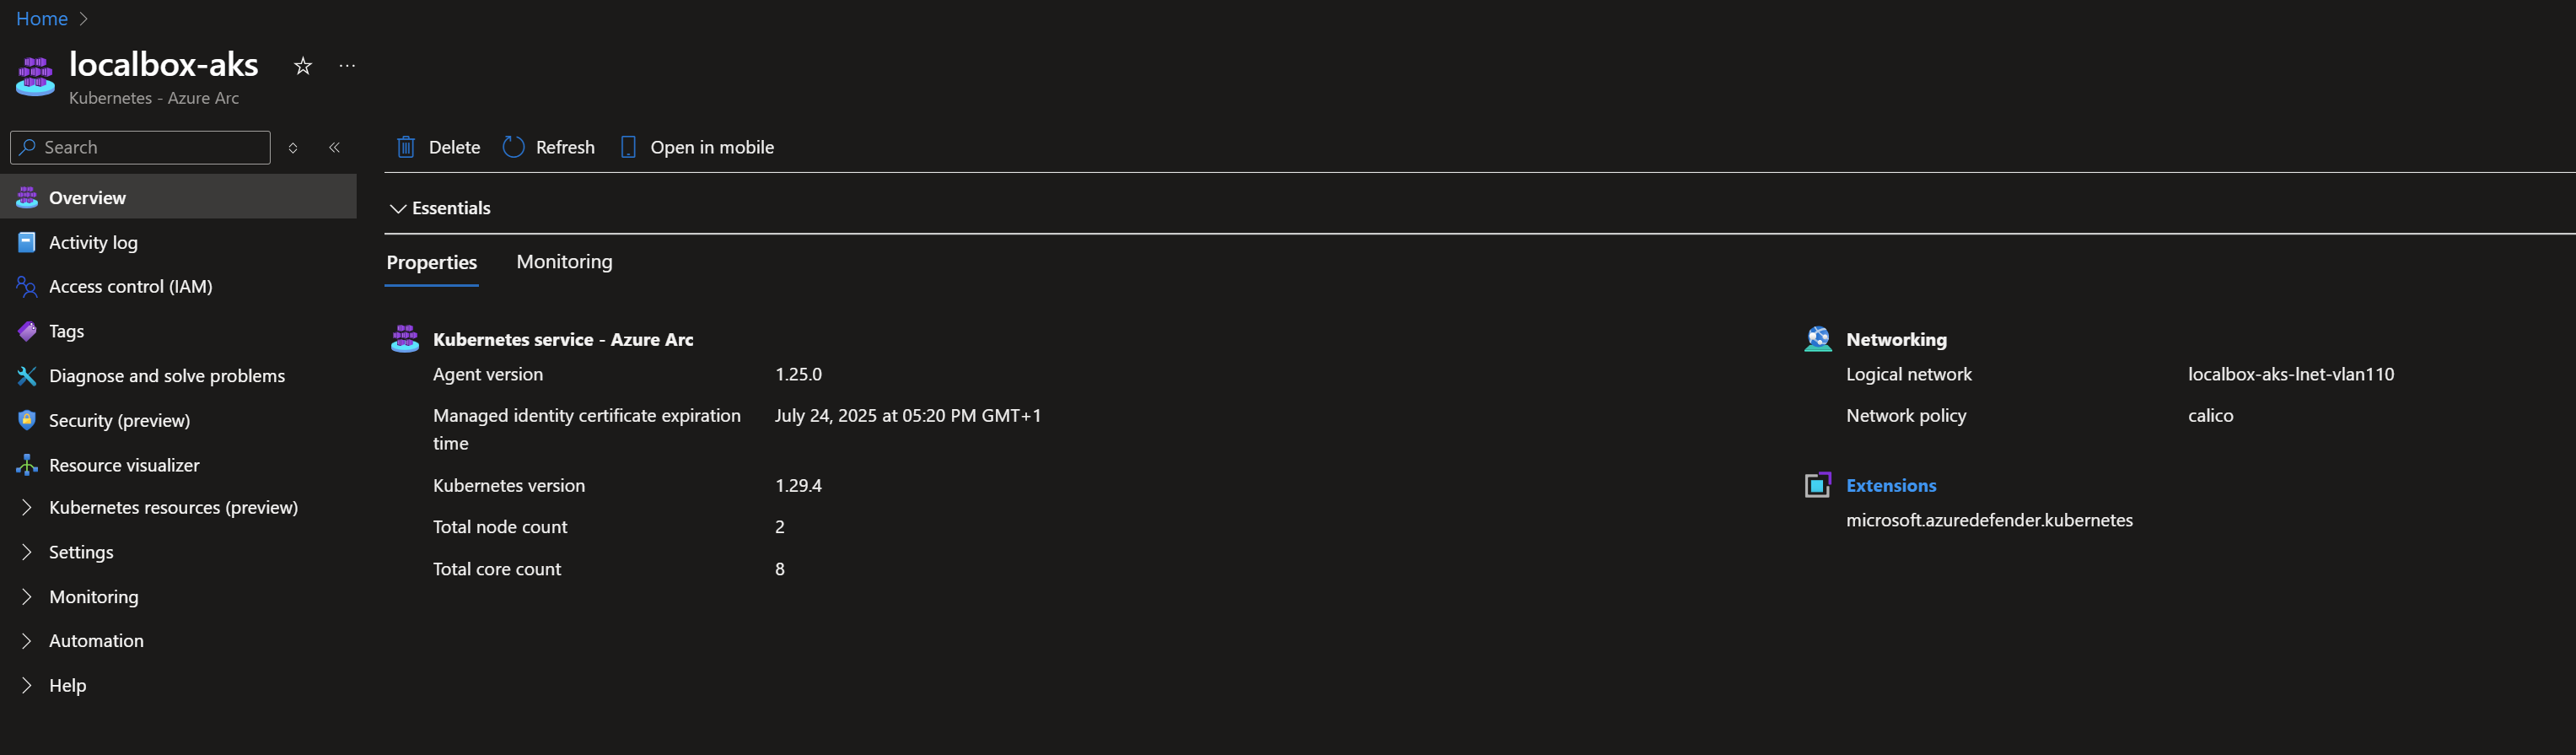 Home
localbox-aks
Kubernetes - Azure Arc
Search
Overview
Activity log
Access control (IAM)
Tags
Diagnose and solve problems
Security (preview)
Resource visualizer
Kubernetes resources (preview)
Settings
Monitoring
Automation
Help
Delete Refresh Open in mobile
Essentials
Properties Monitoring
Kubernetes service - Azure Arc
Agent version 1.25.0
Managed identity certificate expiration July 24, 2025 at 05:20 PM GMT+1
time
Kubernetes version 1.29.4
Total node count 2
Total core count 8
Networking
Logical network localbox-aks-lnet-vlan110
Network policy calico
Extensions
microsoft.azuredefender.kubernetes